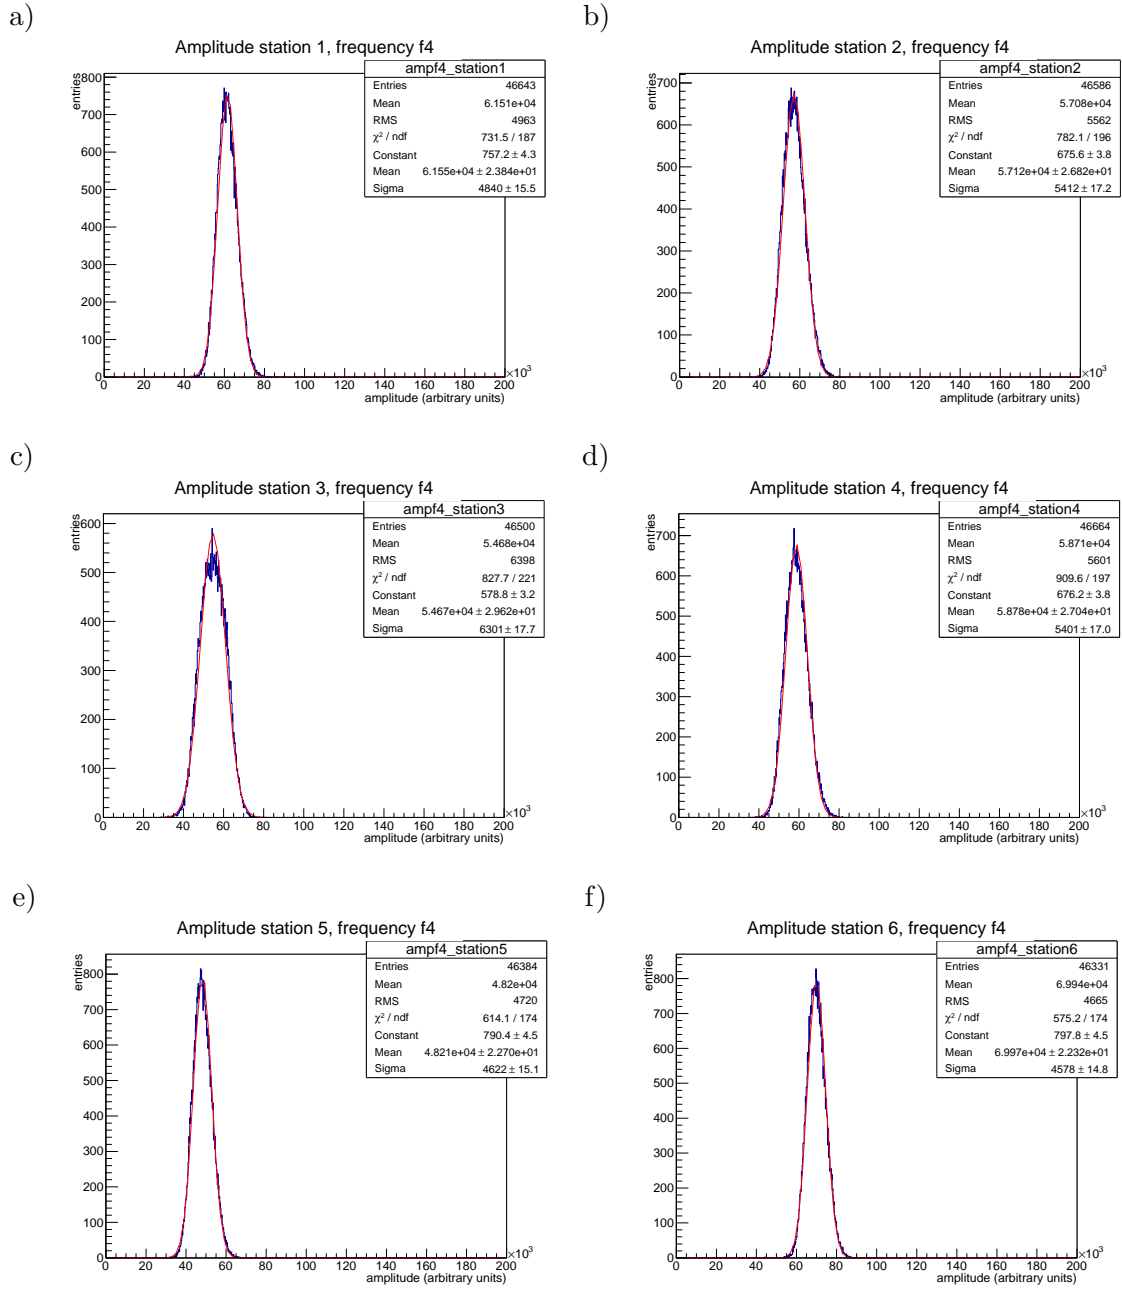 a)
Amplitude station 1, frequency f4
entries
ampf4_station1
Entries 46643
Mean 6.151e+04
RMS 4963
χ² / ndf 731.5 / 187
Constant 757.2 ± 4.3
Mean 6.155e+04 ± 2.384e+01
Sigma 4840 ± 15.5
800
700
600
500
400
300
200
100
0
0 20 40 60 80 100 120 140 160 180 200
×10³
amplitude (arbitrary units)
b)
Amplitude station 2, frequency f4
entries
ampf4_station2
Entries 46586
Mean 5.708e+04
RMS 5562
χ² / ndf 782.1 / 196
Constant 675.6 ± 3.8
Mean 5.712e+04 ± 2.682e+01
Sigma 5412 ± 17.2
700
600
500
400
300
200
100
0
0 20 40 60 80 100 120 140 160 180 200
×10³
amplitude (arbitrary units)
c)
Amplitude station 3, frequency f4
entries
ampf4_station3
Entries 46500
Mean 5.468e+04
RMS 6398
χ² / ndf 827.7 / 221
Constant 578.8 ± 3.2
Mean 5.467e+04 ± 2.962e+01
Sigma 6301 ± 17.7
600
500
400
300
200
100
0
0 20 40 60 80 100 120 140 160 180 200
×10³
amplitude (arbitrary units)
d)
Amplitude station 4, frequency f4
entries
ampf4_station4
Entries 46664
Mean 5.871e+04
RMS 5601
χ² / ndf 909.6 / 197
Constant 676.2 ± 3.8
Mean 5.878e+04 ± 2.704e+01
Sigma 5401 ± 17.0
700
600
500
400
300
200
100
0
0 20 40 60 80 100 120 140 160 180 200
×10³
amplitude (arbitrary units)
e)
Amplitude station 5, frequency f4
entries
ampf4_station5
Entries 46384
Mean 4.82e+04
RMS 4720
χ² / ndf 614.1 / 174
Constant 790.4 ± 4.5
Mean 4.821e+04 ± 2.270e+01
Sigma 4622 ± 15.1
800
700
600
500
400
300
200
100
0
0 20 40 60 80 100 120 140 160 180 200
×10³
amplitude (arbitrary units)
f)
Amplitude station 6, frequency f4
entries
ampf4_station6
Entries 46331
Mean 6.994e+04
RMS 4665
χ² / ndf 575.2 / 174
Constant 797.8 ± 4.5
Mean 6.997e+04 ± 2.232e+01
Sigma 4578 ± 14.8
800
700
600
500
400
300
200
100
0
0 20 40 60 80 100 120 140 160 180 200
×10³
amplitude (arbitrary units)